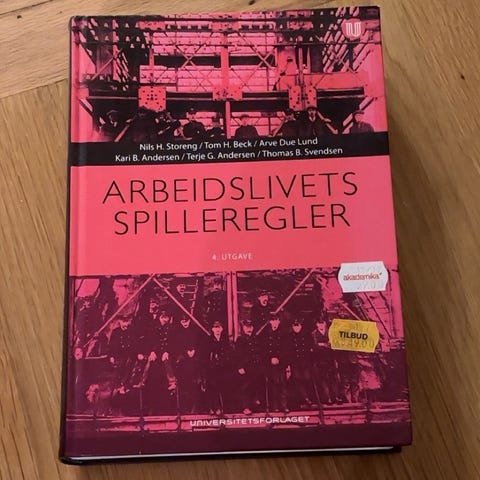 Nils H. Storeng / Tom H. Beck / Arve Due Lund
Kari B. Andersen / Terje G. Andersen / Thomas B. Svendsen
ARBEIDSLIVETS
SPILLEREGLER
4. UTGAVE
akademika
TILBUD
UNIVERSITETSFORLAGET